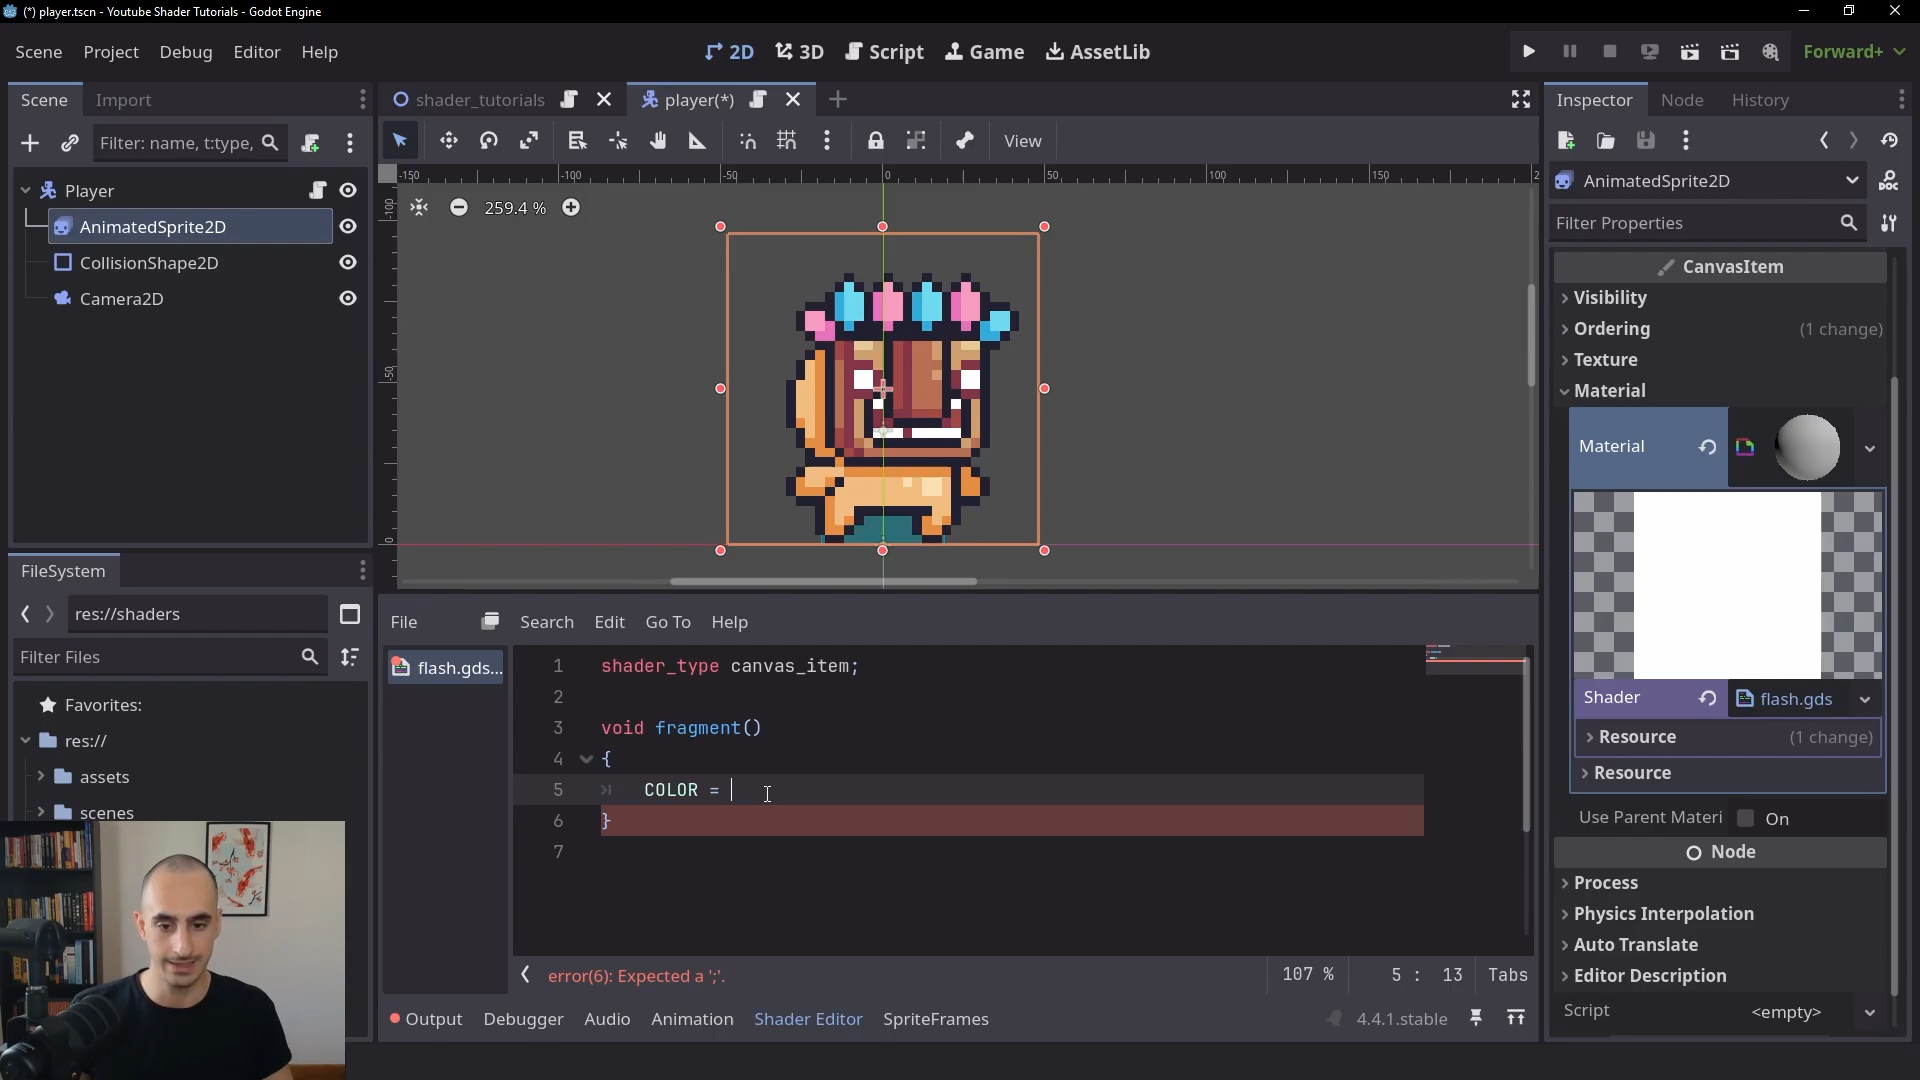 (*) player.tscn - Youtube Shader Tutorials - Godot Engine
Scene Project Debug Editor Help
2D 3D Script Game AssetLib
Forward+
Scene Import
shader_tutorials player(*)
Inspector Node History
Filter: name, t:type,
View
AnimatedSprite2D
Filter Properties
Player
AnimatedSprite2D
CollisionShape2D
Camera2D
-150 -100 -50 0 50 100 150 2
-100
-50
0
259.4 %
CanvasItem
Visibility
Ordering (1 change)
Texture
Material
Material
Shader flash.gds
Resource (1 change)
Resource
Use Parent Materi On
Node
Process
Physics Interpolation
Auto Translate
Editor Description
Script <empty>
FileSystem
res://shaders
Filter Files
Favorites:
res://
assets
scenes
File Search Edit Go To Help
flash.gds...
1 shader_type canvas_item;
2
3 void fragment()
4 {
5 COLOR =
6 }
7
error(6): Expected a ';'.
107 % 5 : 13 Tabs
Output Debugger Audio Animation Shader Editor SpriteFrames
4.4.1.stable